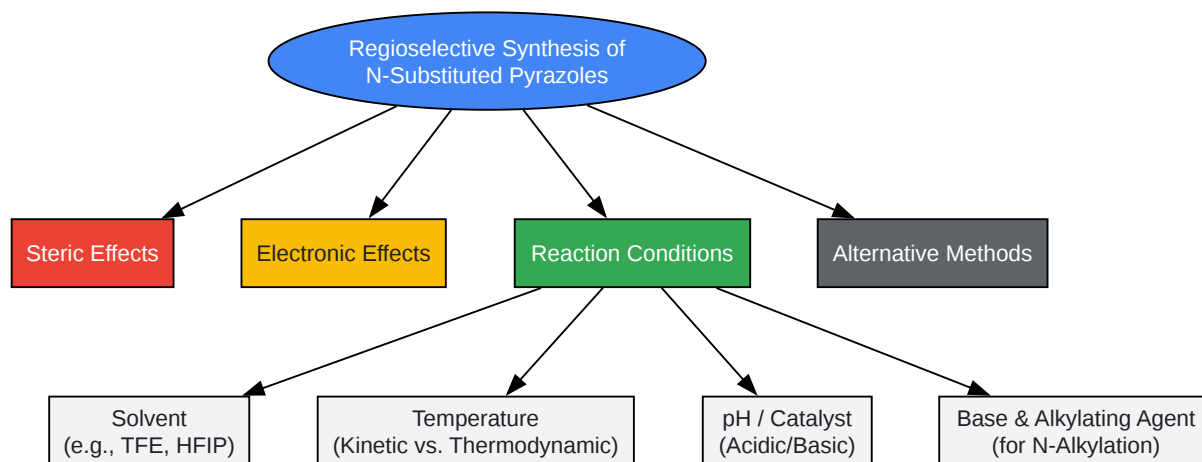 Regioselective Synthesis of
N-Substituted Pyrazoles
Steric Effects
Electronic Effects
Reaction Conditions
Alternative Methods
Solvent
(e.g., TFE, HFIP)
Temperature
(Kinetic vs. Thermodynamic)
pH / Catalyst
(Acidic/Basic)
Base & Alkylating Agent
(for N-Alkylation)